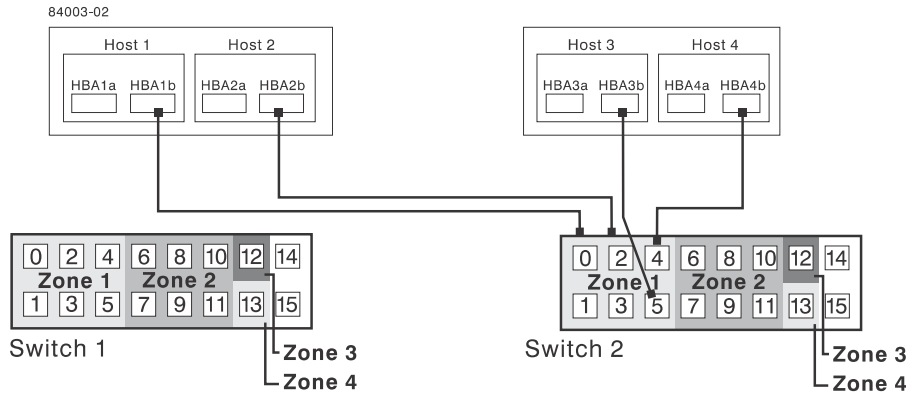 84003-02
Host 1 Host 2 Host 3 Host 4
HBA1a HBA1b HBA2a HBA2b HBA3a HBA3b HBA4a HBA4b
0 2 4 6 8 10 12 14 0 2 4 6 8 10 12 14
Zone 1 Zone 2 Zone 1 Zone 2
1 3 5 7 9 11 13 15 1 3 5 7 9 11 13 15
Switch 1 Switch 2
Zone 3 Zone 3
Zone 4 Zone 4